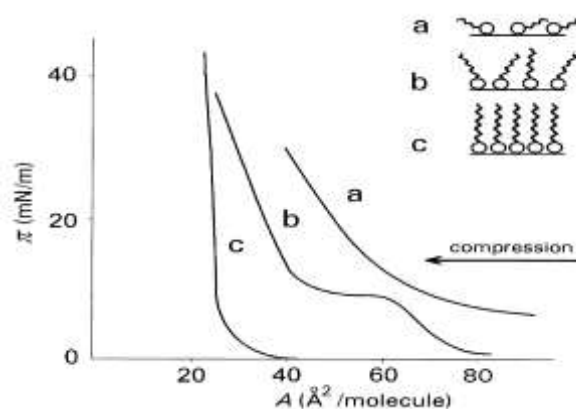 a
b
c
40
20
0
π (mN/m)
a
b
c
compression
20
40
60
80
A (Å²/molecule)